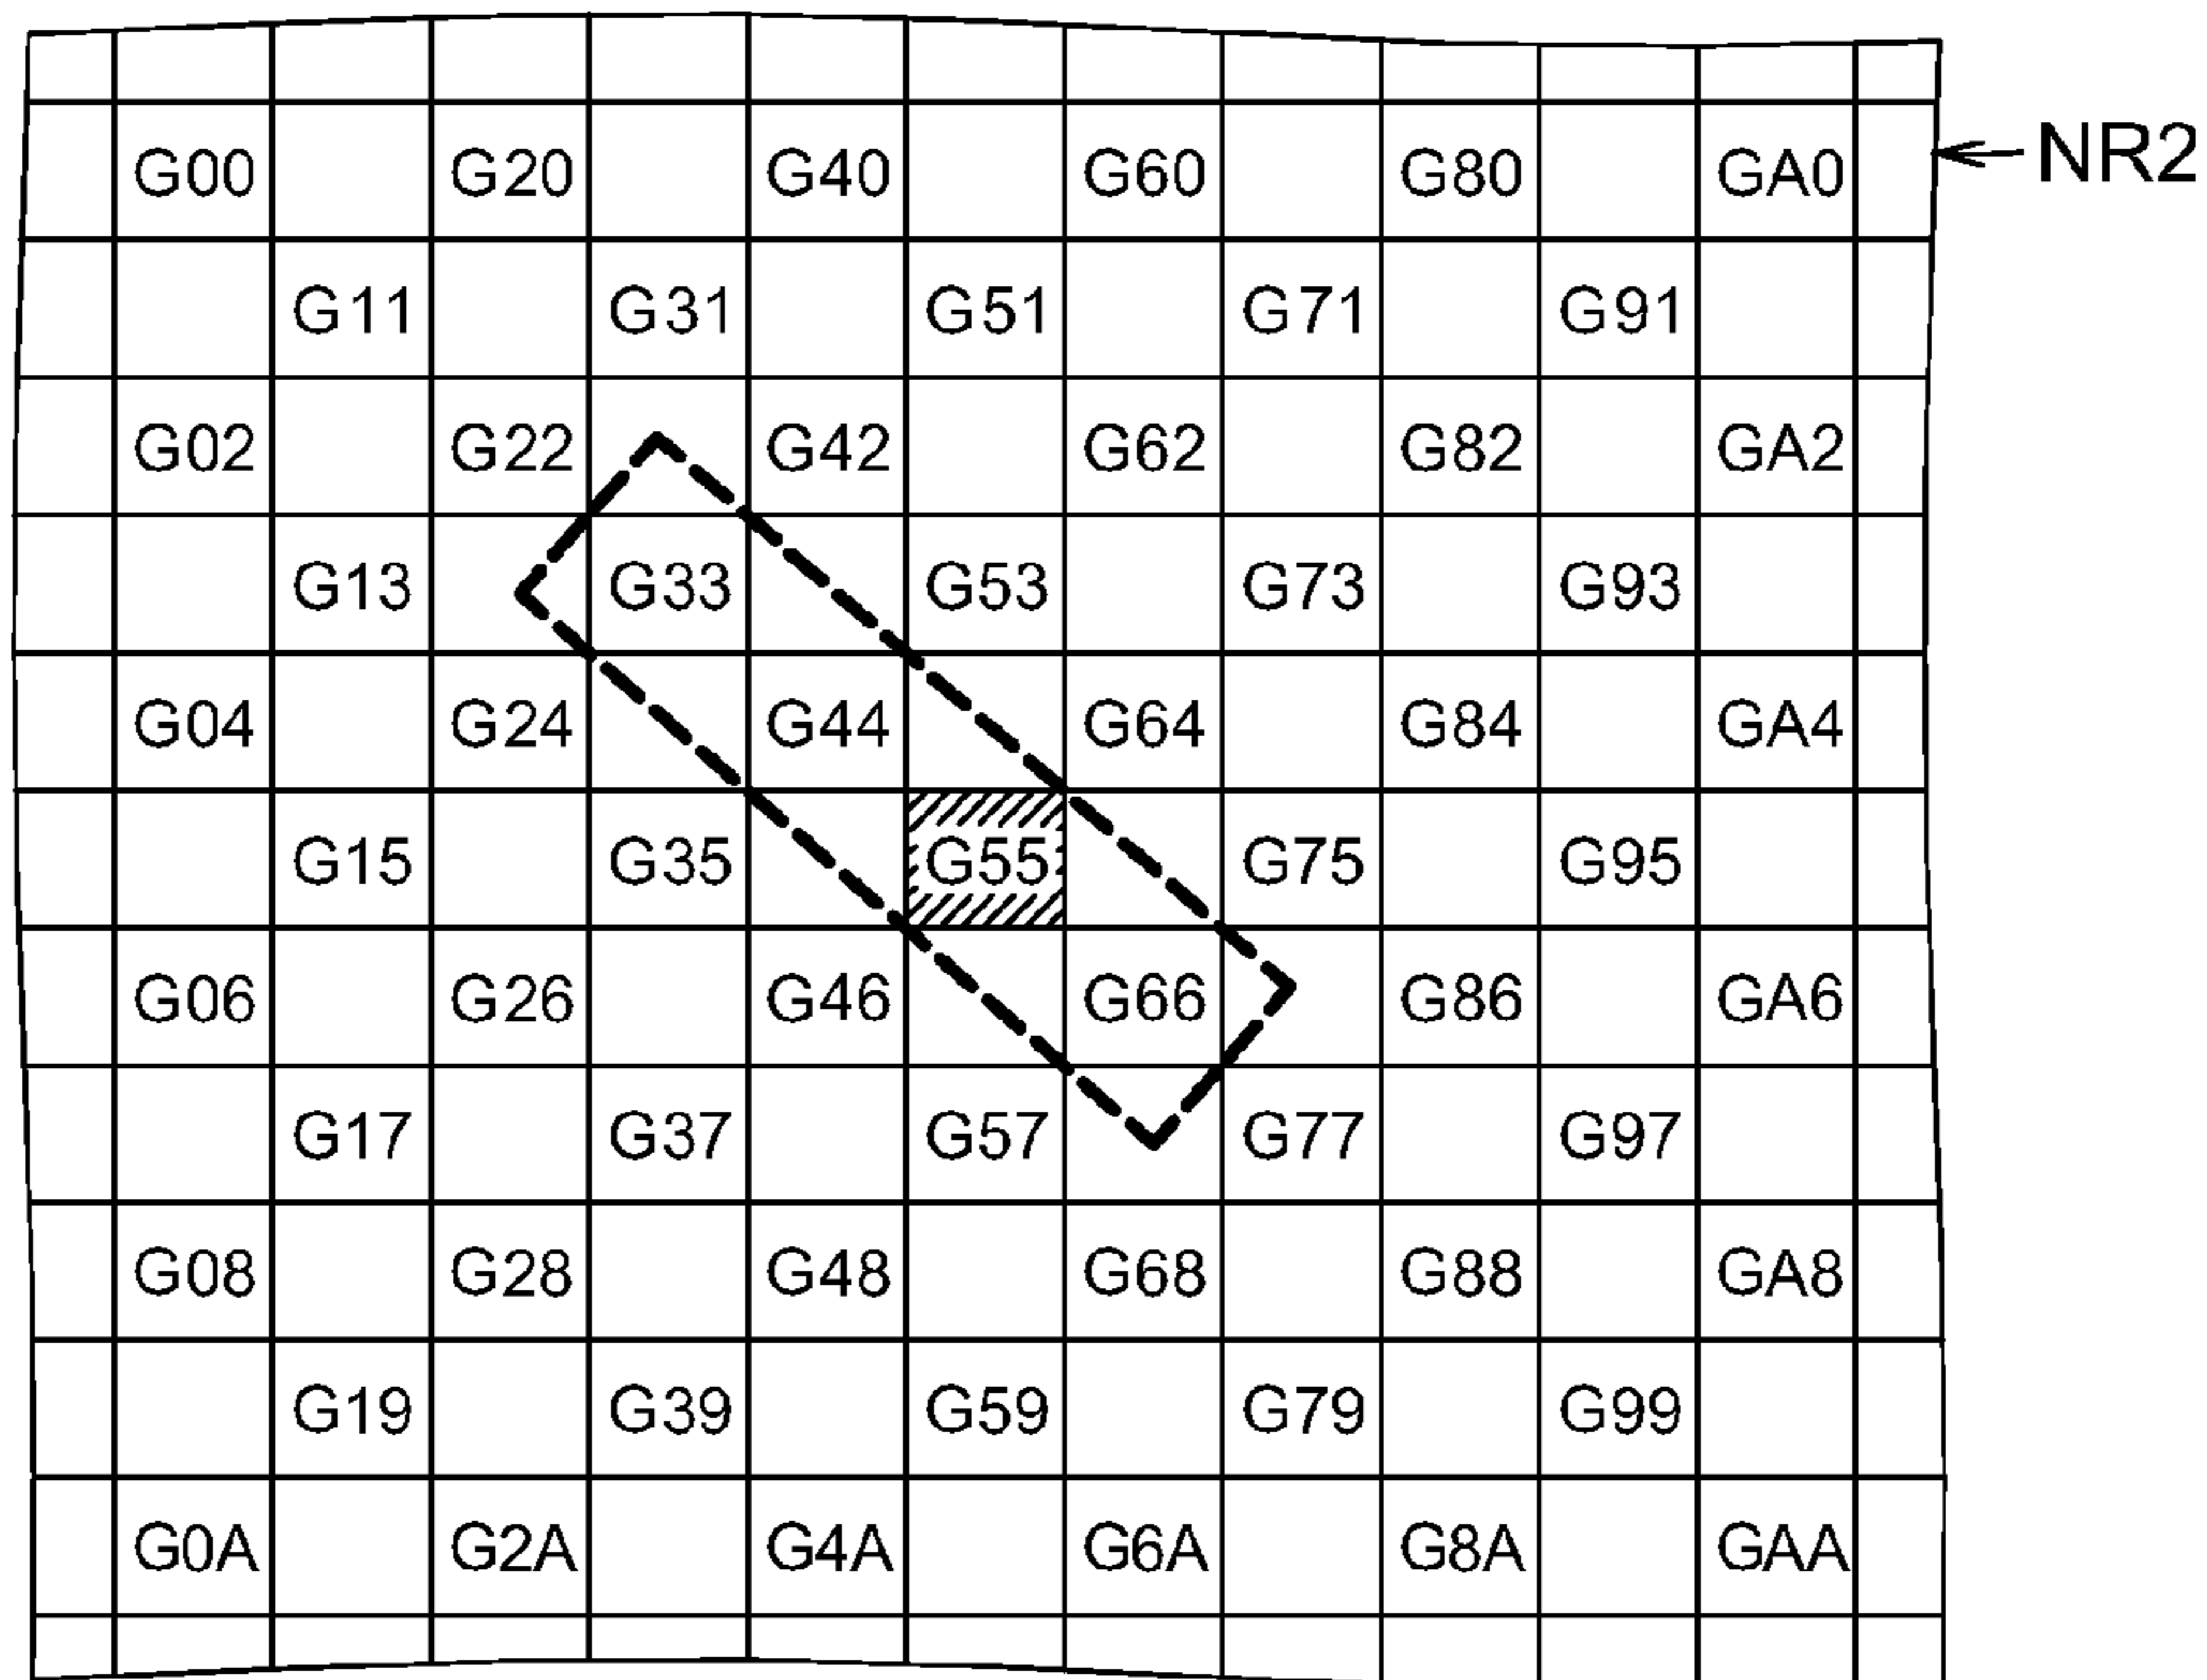 G00 G20 G40 G60 G80 GA0 NR2
G11 G31 G51 G71 G91
G02 G22 G42 G62 G82 GA2
G13 G33 G53 G73 G93
G04 G24 G44 G64 G84 GA4
G15 G35 G55 G75 G95
G06 G26 G46 G66 G86 GA6
G17 G37 G57 G77 G97
G08 G28 G48 G68 G88 GA8
G19 G39 G59 G79 G99
G0A G2A G4A G6A G8A GAA